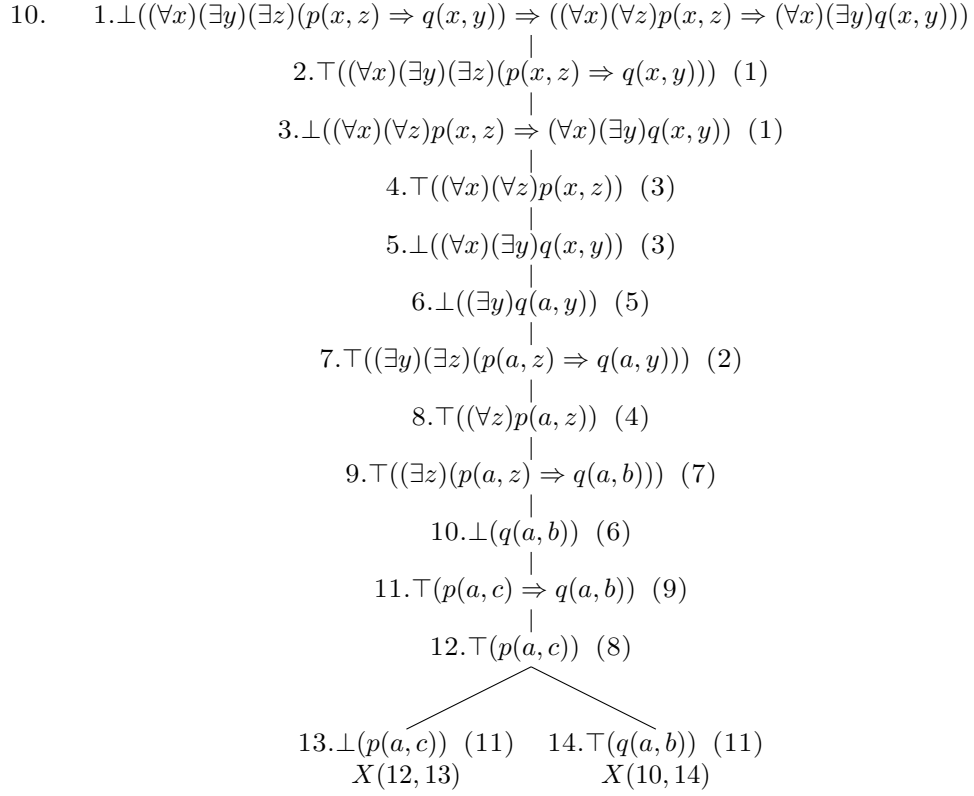 10. 1.⊥((∀x)(∃y)(∃z)(p(x, z) ⇒ q(x, y)) ⇒ ((∀x)(∀z)p(x, z) ⇒ (∀x)(∃y)q(x, y)))
2.⊤((∀x)(∃y)(∃z)(p(x, z) ⇒ q(x, y))) (1)
3.⊥((∀x)(∀z)p(x, z) ⇒ (∀x)(∃y)q(x, y)) (1)
4.⊤((∀x)(∀z)p(x, z)) (3)
5.⊥((∀x)(∃y)q(x, y)) (3)
6.⊥((∃y)q(a, y)) (5)
7.⊤((∃y)(∃z)(p(a, z) ⇒ q(a, y))) (2)
8.⊤((∀z)p(a, z)) (4)
9.⊤((∃z)(p(a, z) ⇒ q(a, b))) (7)
10.⊥(q(a, b)) (6)
11.⊤(p(a, c) ⇒ q(a, b)) (9)
12.⊤(p(a, c)) (8)
13.⊥(p(a, c)) (11) 14.⊤(q(a, b)) (11)
X(12, 13) X(10, 14)